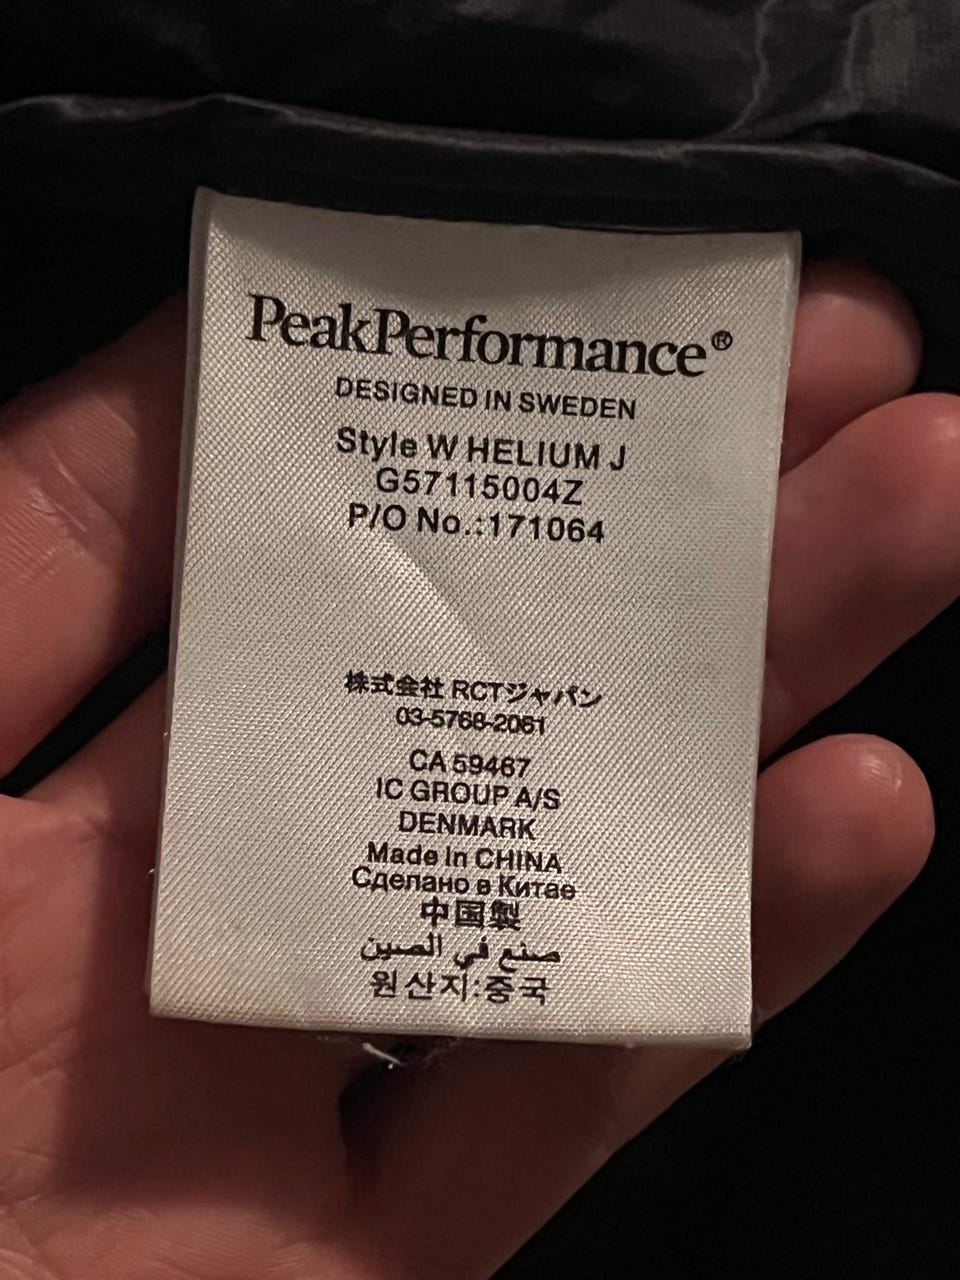 PeakPerformance®
DESIGNED IN SWEDEN
Style W HELIUM J
G57115004Z
P/O No.:171064
株式会社 RCTジャパン
03-5768-2061
CA 59467
IC GROUP A/S
DENMARK
Made In CHINA
Сделано в Китае
中国製
صنع في الصين
원산지:중국